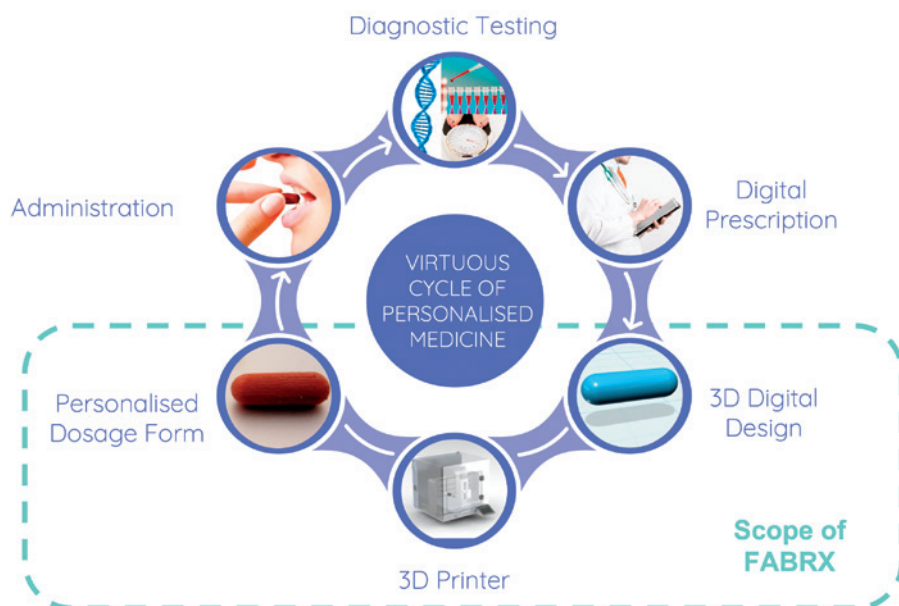 Diagnostic Testing
Digital
Prescription
3D Digital
Design
3D Printer
Personalised
Dosage Form
Administration
VIRTUOUS
CYCLE OF
PERSONALISED
MEDICINE
Scope of
FABRX